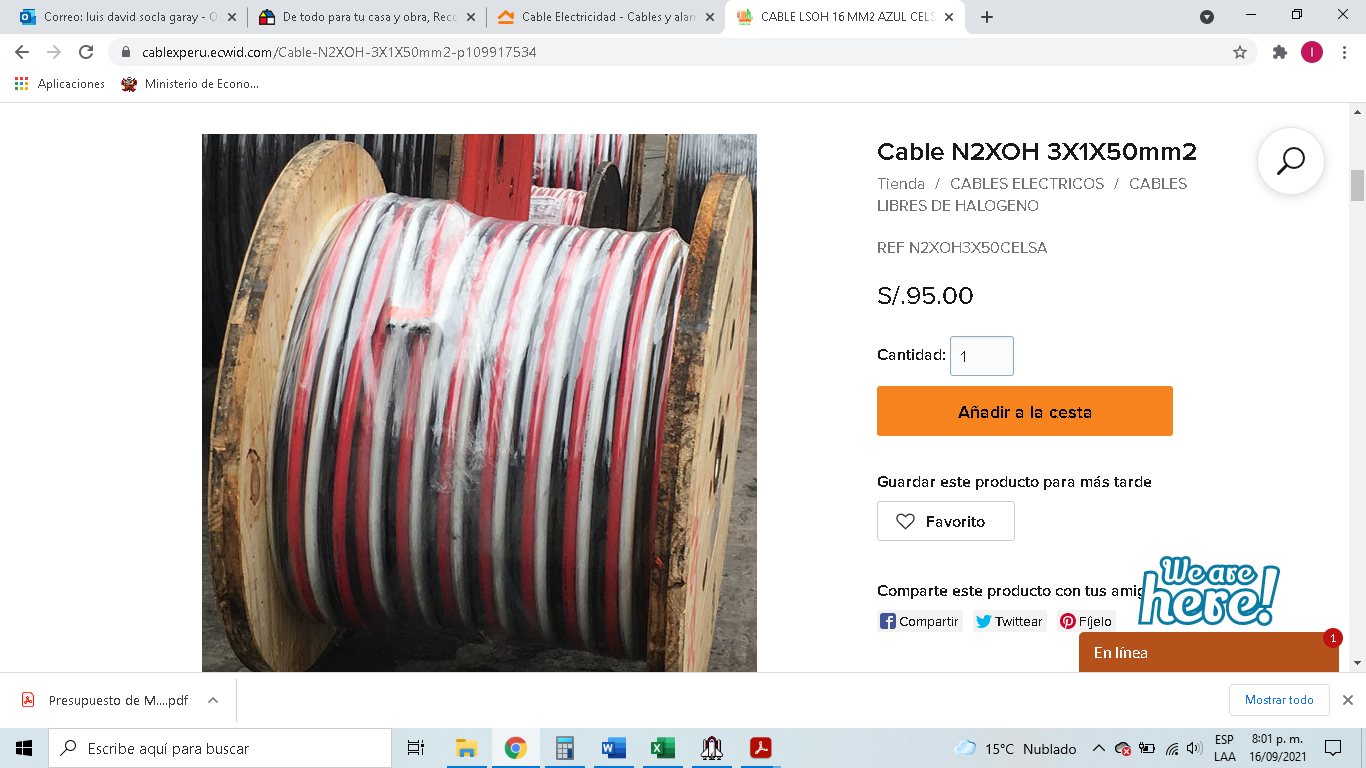 Correo: luis david socla garay - O
De todo para tu casa y obra, Rec
Cable Electricidad - Cables y alam
CABLE LSOH 16 MM2 AZUL CELS
cablexperu.ecwid.com/Cable-N2XOH-3X1X50mm2-p109917534
I
Aplicaciones
Ministerio de Econo...
Cable N2XOH 3X1X50mm2
Tienda / CABLES ELECTRICOS / CABLES
LIBRES DE HALOGENO
REF N2XOH3X50CELSA
S/.95.00
Cantidad: 1
Añadir a la cesta
Guardar este producto para más tarde
Favorito
Comparte este producto con tus amig
We are
here!
Compartir Twittear Fíjelo
1
En línea
Presupuesto de M....pdf
Mostrar todo
Escribe aquí para buscar
15°C Nublado
ESP
LAA
8:01 p. m.
16/09/2021